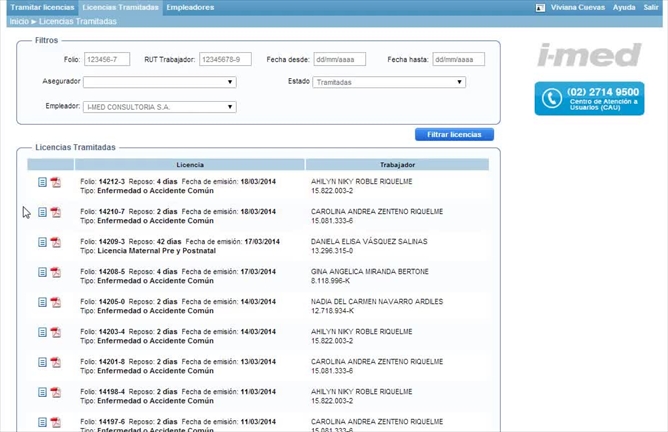 Tramitar licencias Licencias Tramitadas Empleadores Viviana Cuevas Ayuda Salir
Inicio ► Licencias Tramitadas
Filtros
Folio: 123456-7 RUT Trabajador: 12345678-9 Fecha desde: dd/mm/aaaa Fecha hasta: dd/mm/aaaa
Asegurador Estado Tramitadas
Empleador: I-MED CONSULTORIA S.A.
i-med
(02) 2714 9500
Centro de Atención a
Usuarios (CAU)
Filtrar licencias
Licencias Tramitadas
Licencia Trabajador
Folio: 14212-3 Reposo: 4 días Fecha de emisión: 18/03/2014 AHILYN NIKY ROBLE RIQUELME
Tipo: Enfermedad o Accidente Común 15.822.003-2
Folio: 14210-7 Reposo: 2 días Fecha de emisión: 18/03/2014 CAROLINA ANDREA ZENTENO RIQUELME
Tipo: Enfermedad o Accidente Común 15.081.333-6
Folio: 14209-3 Reposo: 42 días Fecha de emisión: 17/03/2014 DANIELA ELISA VÁSQUEZ SALINAS
Tipo: Licencia Maternal Pre y Postnatal 13.296.315-0
Folio: 14208-5 Reposo: 4 días Fecha de emisión: 17/03/2014 GINA ANGELICA MIRANDA BERTONE
Tipo: Enfermedad o Accidente Común 8.118.996-K
Folio: 14205-0 Reposo: 2 días Fecha de emisión: 14/03/2014 NADIA DEL CARMEN NAVARRO ARDILES
Tipo: Enfermedad o Accidente Común 12.718.934-K
Folio: 14203-4 Reposo: 2 días Fecha de emisión: 14/03/2014 AHILYN NIKY ROBLE RIQUELME
Tipo: Enfermedad o Accidente Común 15.822.003-2
Folio: 14201-8 Reposo: 2 días Fecha de emisión: 13/03/2014 CAROLINA ANDREA ZENTENO RIQUELME
Tipo: Enfermedad o Accidente Común 15.081.333-6
Folio: 14198-4 Reposo: 2 días Fecha de emisión: 11/03/2014 AHILYN NIKY ROBLE RIQUELME
Tipo: Enfermedad o Accidente Común 15.822.003-2
Folio: 14197-6 Reposo: 2 días Fecha de emisión: 11/03/2014 CAROLINA ANDREA ZENTENO RIQUELME
Tipo: Enfermedad o Accidente Común 15.081.333-6